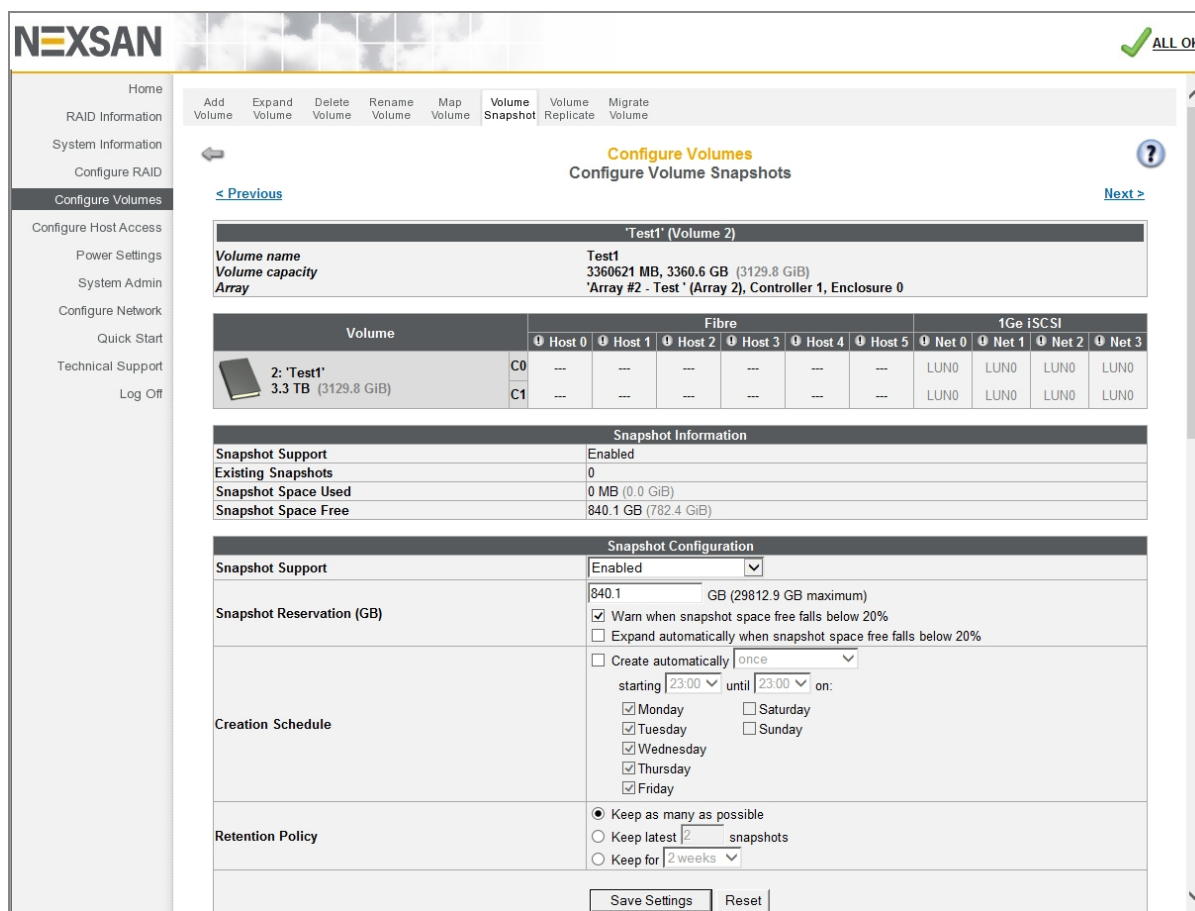 NEXSAN
ALL OK
Home
RAID Information
System Information
Configure RAID
Configure Volumes
Configure Host Access
Power Settings
System Admin
Configure Network
Quick Start
Technical Support
Log Off
Add Volume Expand Volume Delete Volume Rename Volume Map Volume Volume Snapshot Volume Replicate Migrate Volume
Configure Volumes
Configure Volume Snapshots
?
< Previous Next >
'Test1' (Volume 2)
Volume name Test1
Volume capacity 3360621 MB, 3360.6 GB (3129.8 GiB)
Array 'Array #2 - Test ' (Array 2), Controller 1, Enclosure 0
Volume Fibre 1Ge iSCSI
Host 0 Host 1 Host 2 Host 3 Host 4 Host 5 Net 0 Net 1 Net 2 Net 3
2: 'Test1'
3.3 TB (3129.8 GiB)
C0 --- --- --- --- --- --- LUN0 LUN0 LUN0 LUN0
C1 --- --- --- --- --- --- LUN0 LUN0 LUN0 LUN0
Snapshot Information
Snapshot Support Enabled
Existing Snapshots 0
Snapshot Space Used 0 MB (0.0 GiB)
Snapshot Space Free 840.1 GB (782.4 GiB)
Snapshot Configuration
Snapshot Support Enabled
Snapshot Reservation (GB) 840.1 GB (29812.9 GB maximum)
Warn when snapshot space free falls below 20%
Expand automatically when snapshot space free falls below 20%
Creation Schedule
Create automatically once
starting 23:00 until 23:00 on:
Monday Saturday
Tuesday Sunday
Wednesday
Thursday
Friday
Retention Policy
Keep as many as possible
Keep latest 2 snapshots
Keep for 2 weeks
Save Settings Reset